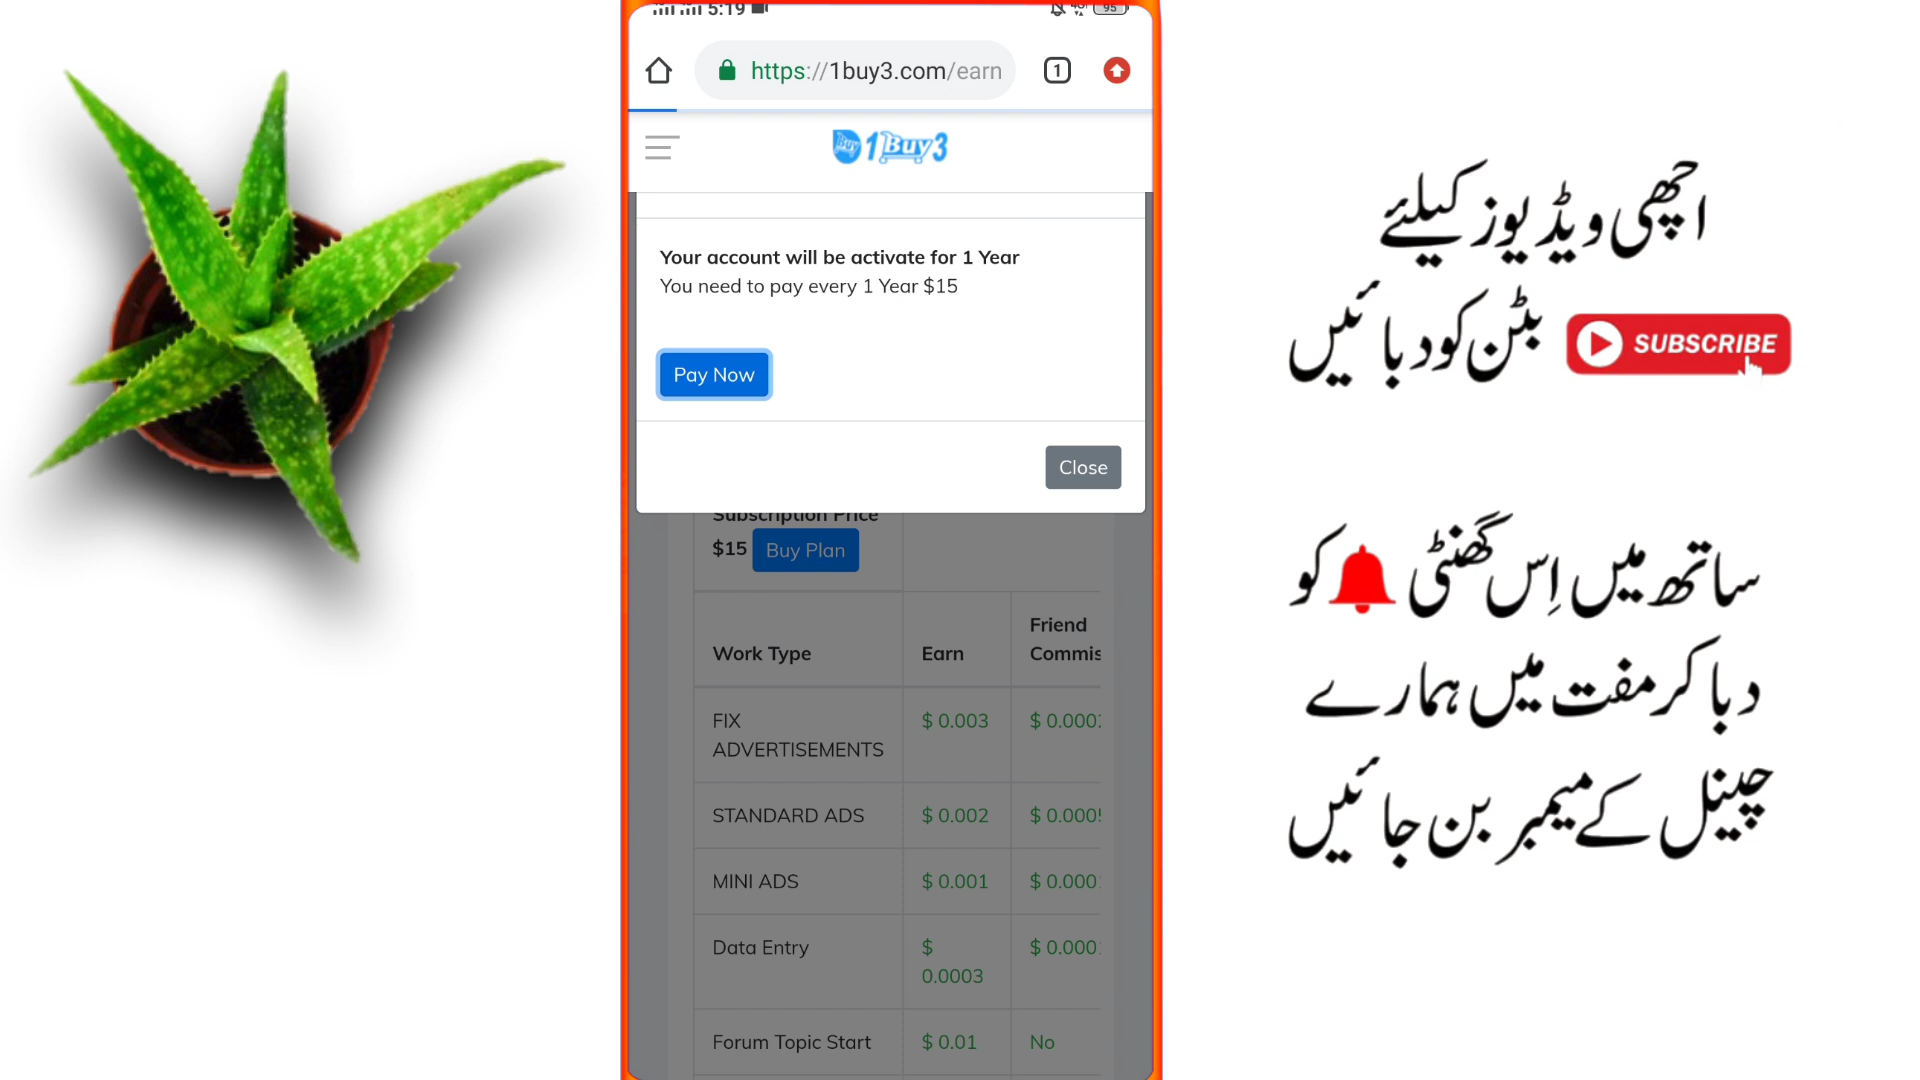 5:19
95
https://1buy3.com/earn
1
Buy 1Buy3
Your account will be activate for 1 Year
You need to pay every 1 Year $15
Pay Now
Close
Subscription Price
$15 Buy Plan
Work Type Earn Friend
FIX ADVERTISEMENTS $ 0.003
STANDARD ADS $ 0.002
MINI ADS $ 0.001
Data Entry $ 0.0003
Forum Topic Start $ 0.01 No
اچھی ویڈیوز کیلئے
بٹن کو دبائیں
SUBSCRIBE
ساتھ میں اِس گھنٹی کو
دبا کر مفت میں ہمارے
چینل کے میمبر بن جائیں